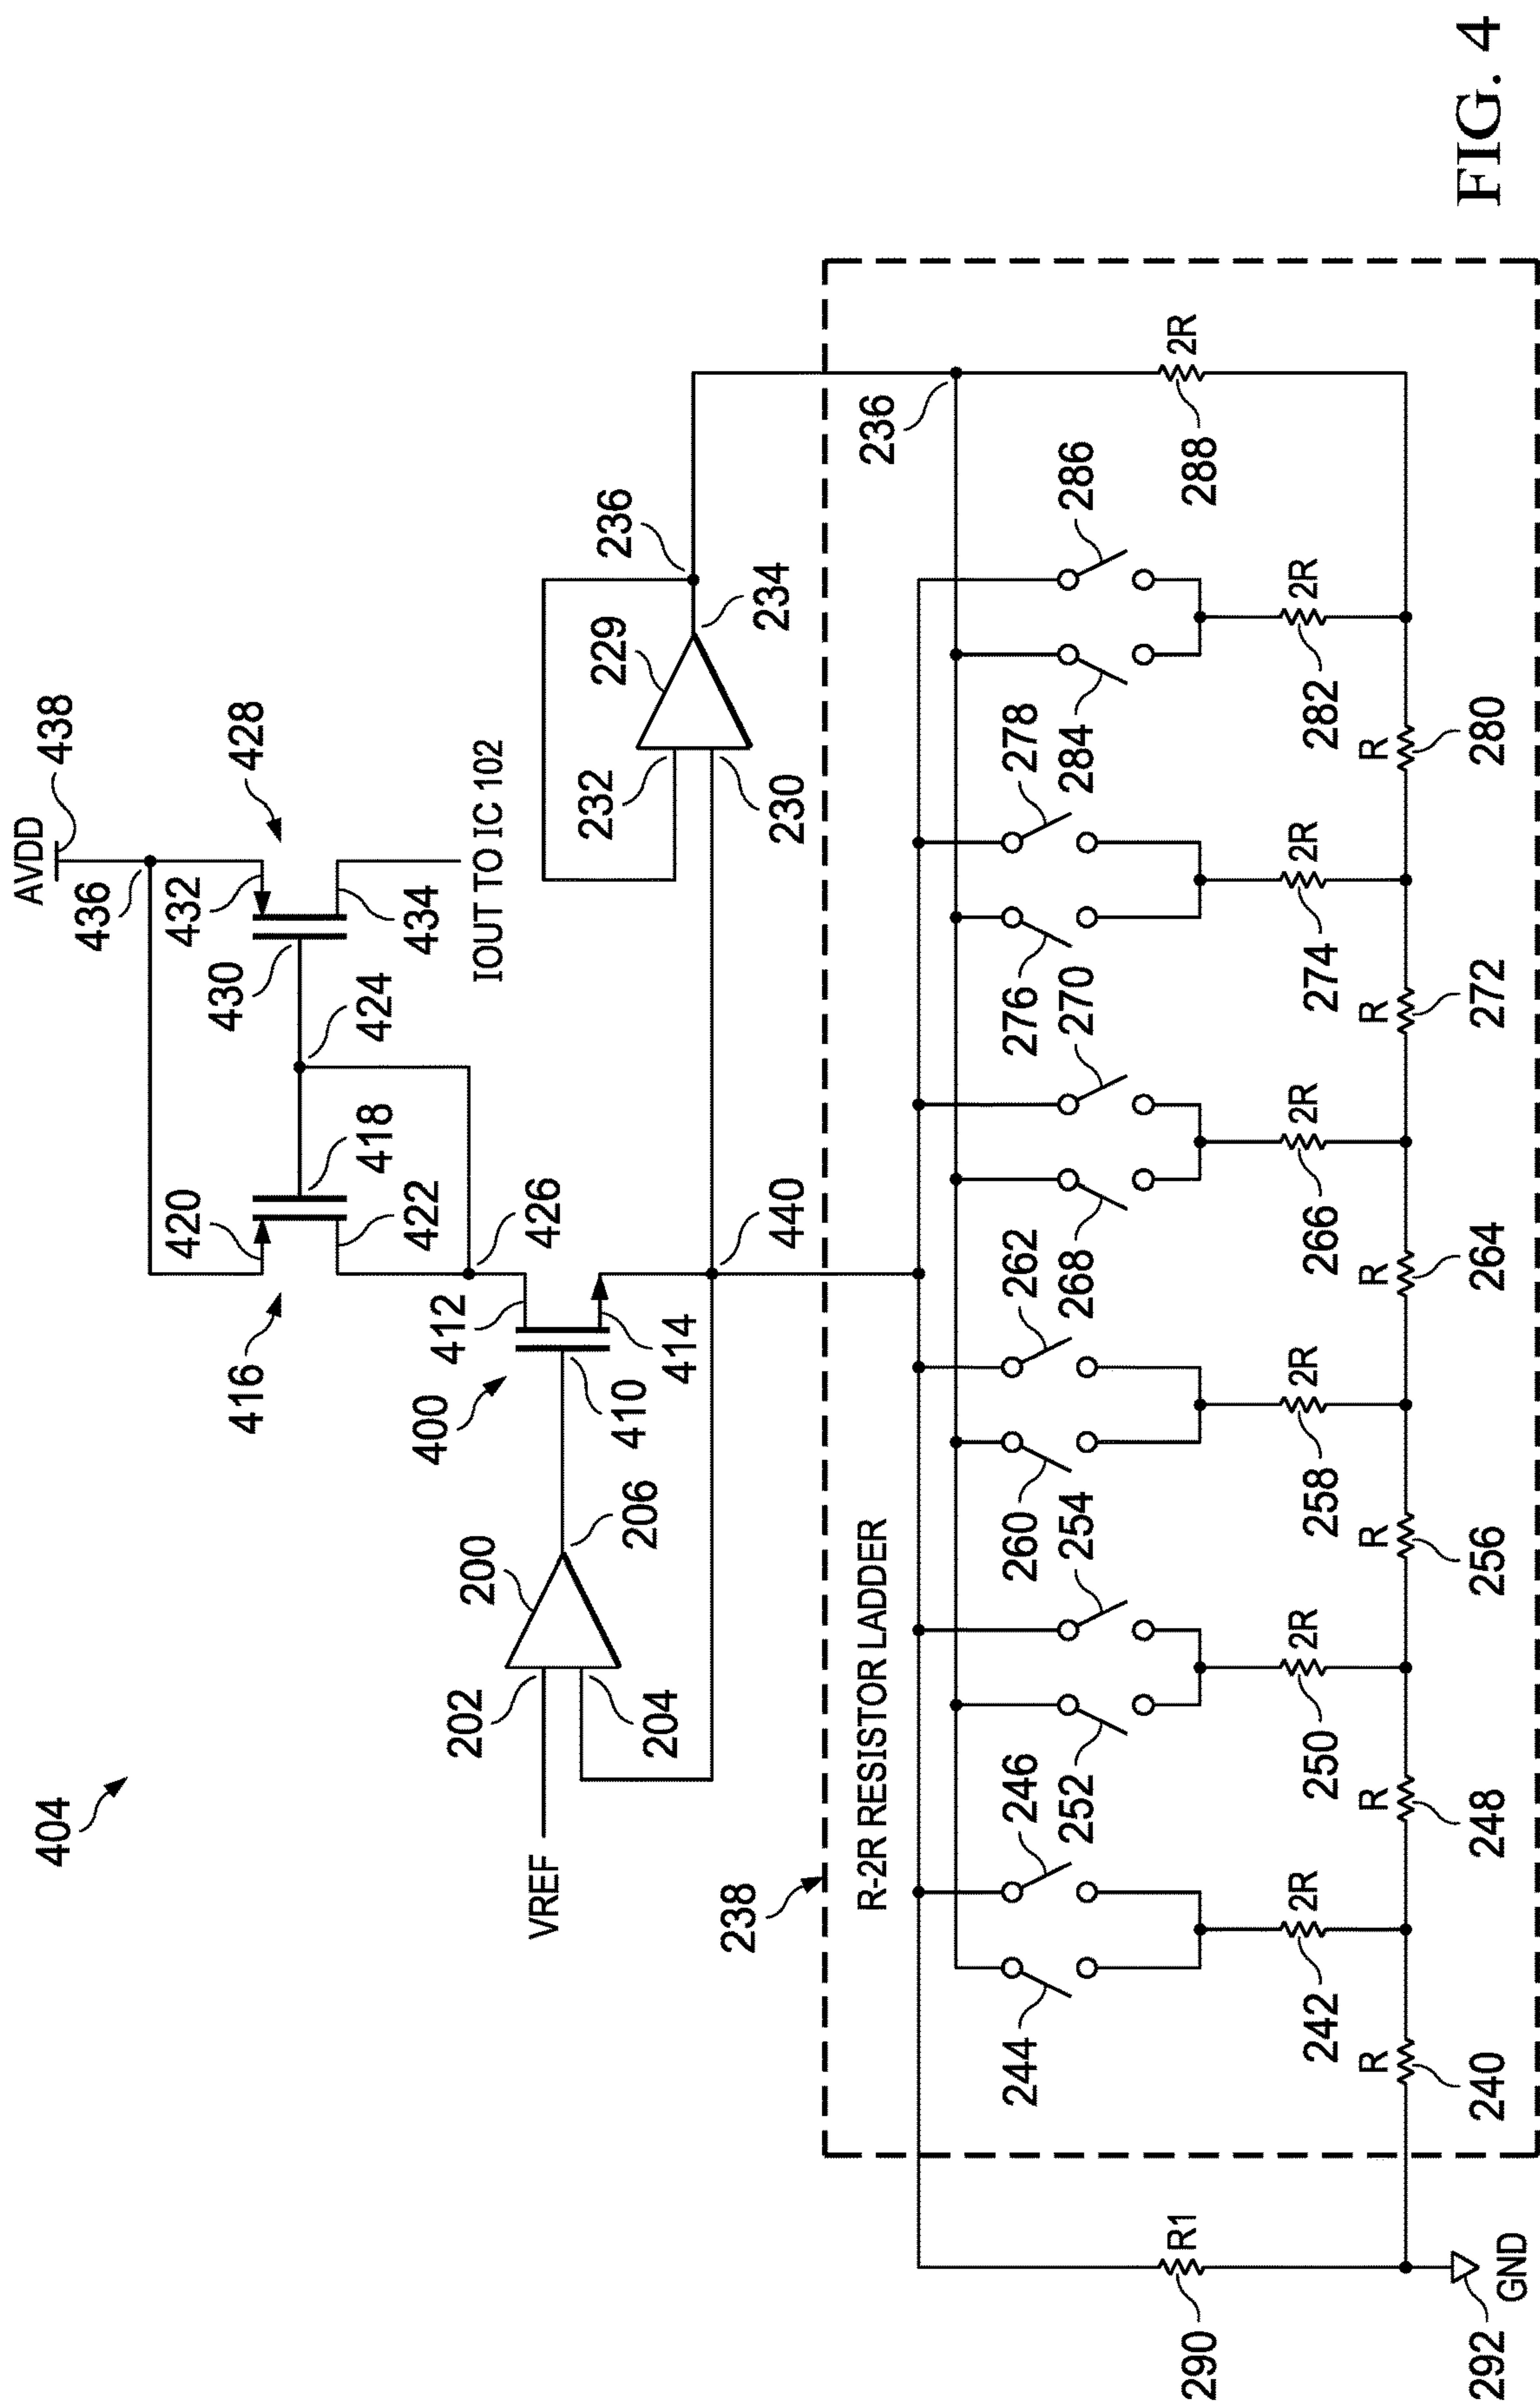 404
AVDD
438
436
420
432
428
416
418
430
422
424
434
412
426
IOUT TO IC 102
400
410
414
200
206
202
204
VREF
440
236
229
234
232
230
238
R-2R RESISTOR LADDER
236
244
246
252
254
260
262
268
270
276
278
284
286
290
R1
242
2R
250
2R
258
2R
266
2R
274
2R
282
2R
288
2R
R
R
R
R
R
R
240
248
256
264
272
280
292
GND
FIG. 4